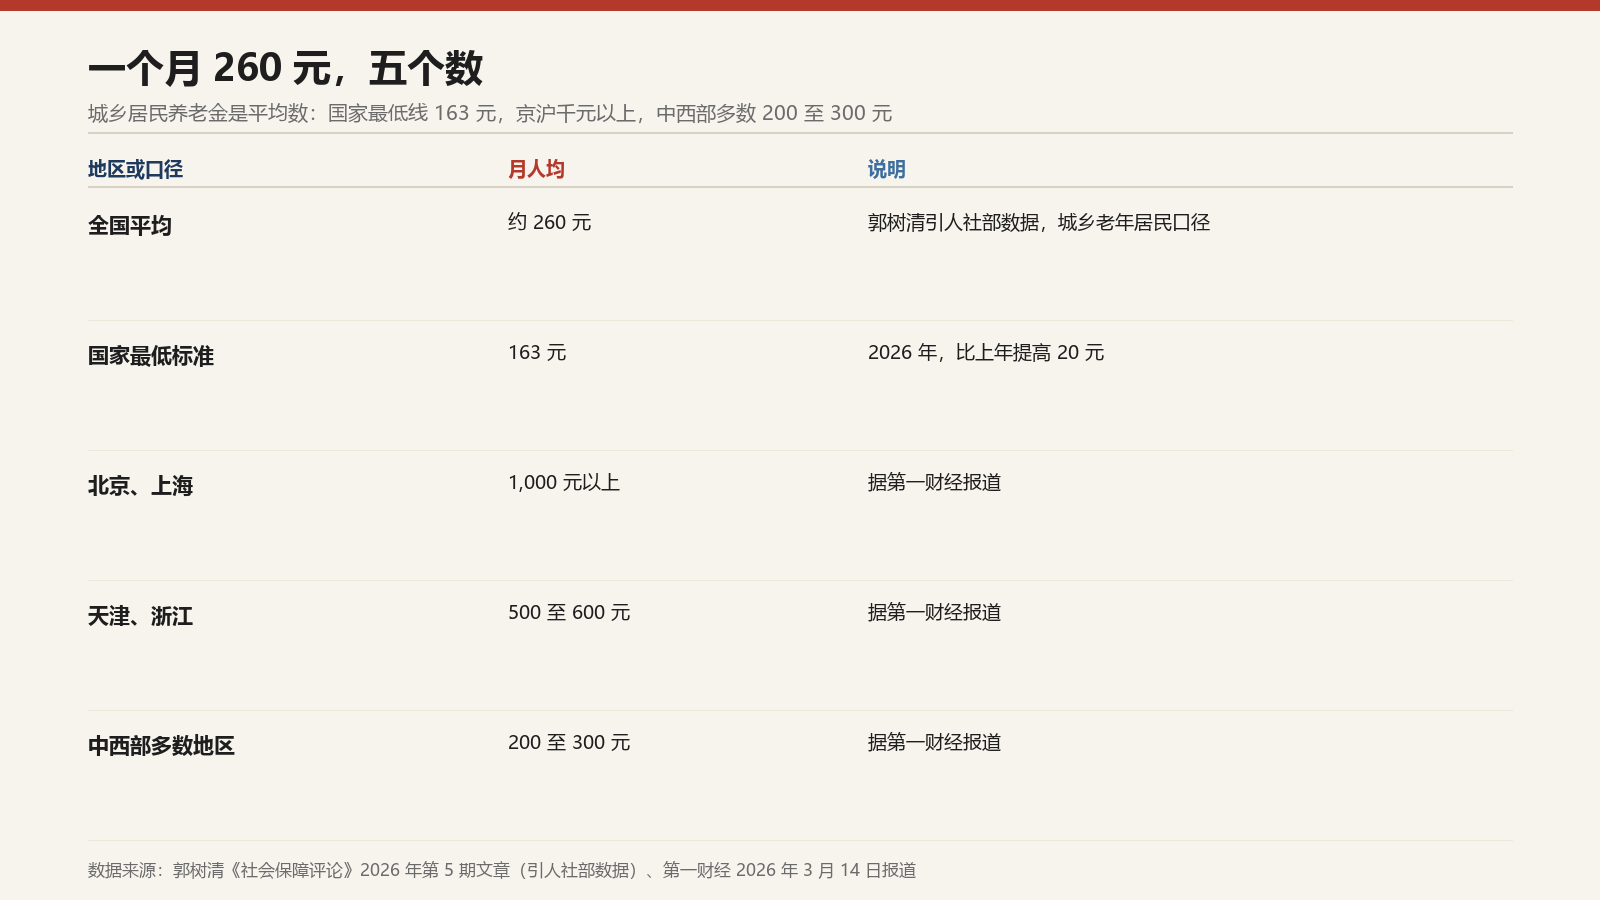 一个月 260 元，五个数
城乡居民养老金是平均数：国家最低线 163 元，京沪千元以上，中西部多数 200 至 300 元
地区或口径 月人均 说明
全国平均 约 260 元 郭树清引人社部数据，城乡老年居民口径
国家最低标准 163 元 2026 年，比上年提高 20 元
北京、上海 1,000 元以上 据第一财经报道
天津、浙江 500 至 600 元 据第一财经报道
中西部多数地区 200 至 300 元 据第一财经报道
数据来源：郭树清《社会保障评论》2026 年第 5 期文章（引人社部数据）、第一财经 2026 年 3 月 14 日报道